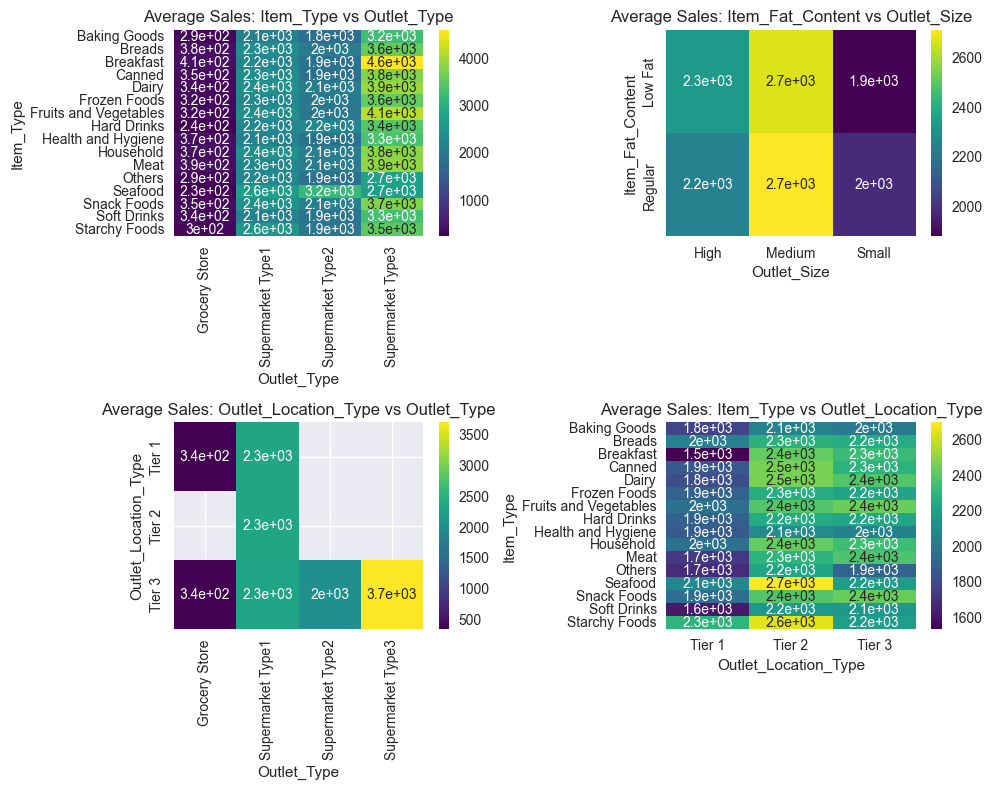 Average Sales: Item_Type vs Outlet_Type
Item_Type
Baking Goods 2.9e+02 2.1e+03 1.8e+03 3.2e+03
Breads 3.8e+02 2.3e+03 2e+03 3.6e+03
Breakfast 4.1e+02 2.2e+03 1.9e+03 4.6e+03
Canned 3.5e+02 2.3e+03 1.9e+03 3.8e+03
Dairy 3.4e+02 2.4e+03 2.1e+03 3.9e+03
Frozen Foods 3.2e+02 2.3e+03 2e+03 3.6e+03
Fruits and Vegetables 3.2e+02 2.4e+03 2e+03 4.1e+03
Hard Drinks 2.4e+02 2.2e+03 2.2e+03 3.4e+03
Health and Hygiene 3.7e+02 2.1e+03 1.9e+03 3.3e+03
Household 3.7e+02 2.4e+03 2.1e+03 3.8e+03
Meat 3.9e+02 2.3e+03 2.1e+03 3.9e+03
Others 2.9e+02 2.2e+03 1.9e+03 2.7e+03
Seafood 2.3e+02 2.6e+03 3.2e+03 2.7e+03
Snack Foods 3.5e+02 2.4e+03 2.1e+03 3.7e+03
Soft Drinks 3.4e+02 2.1e+03 1.9e+03 3.3e+03
Starchy Foods 3e+02 2.6e+03 1.9e+03 3.5e+03
Grocery Store Supermarket Type1 Supermarket Type2 Supermarket Type3
Outlet_Type
4000
3000
2000
1000
Average Sales: Item_Fat_Content vs Outlet_Size
Item_Fat_Content
Low Fat 2.3e+03 2.7e+03 1.9e+03
Regular 2.2e+03 2.7e+03 2e+03
High Medium Small
Outlet_Size
2600
2400
2200
2000
Average Sales: Outlet_Location_Type vs Outlet_Type
Outlet_Location_Type
Tier 1 3.4e+02 2.3e+03
Tier 2 2.3e+03
Tier 3 3.4e+02 2.3e+03 2e+03 3.7e+03
Grocery Store Supermarket Type1 Supermarket Type2 Supermarket Type3
Outlet_Type
3500
3000
2500
2000
1500
1000
500
Average Sales: Item_Type vs Outlet_Location_Type
Item_Type
Baking Goods 1.8e+03 2.1e+03 2e+03
Breads 2e+03 2.3e+03 2.2e+03
Breakfast 1.5e+03 2.4e+03 2.3e+03
Canned 1.9e+03 2.5e+03 2.3e+03
Dairy 1.8e+03 2.5e+03 2.4e+03
Frozen Foods 1.9e+03 2.3e+03 2.2e+03
Fruits and Vegetables 2e+03 2.4e+03 2.4e+03
Hard Drinks 1.9e+03 2.2e+03 2.2e+03
Health and Hygiene 1.9e+03 2.1e+03 2e+03
Household 2e+03 2.4e+03 2.3e+03
Meat 1.7e+03 2.3e+03 2.4e+03
Others 1.7e+03 2.2e+03 1.9e+03
Seafood 2.1e+03 2.7e+03 2.2e+03
Snack Foods 1.9e+03 2.4e+03 2.4e+03
Soft Drinks 1.6e+03 2.2e+03 2.1e+03
Starchy Foods 2.3e+03 2.6e+03 2.2e+03
Tier 1 Tier 2 Tier 3
Outlet_Location_Type
2600
2400
2200
2000
1800
1600